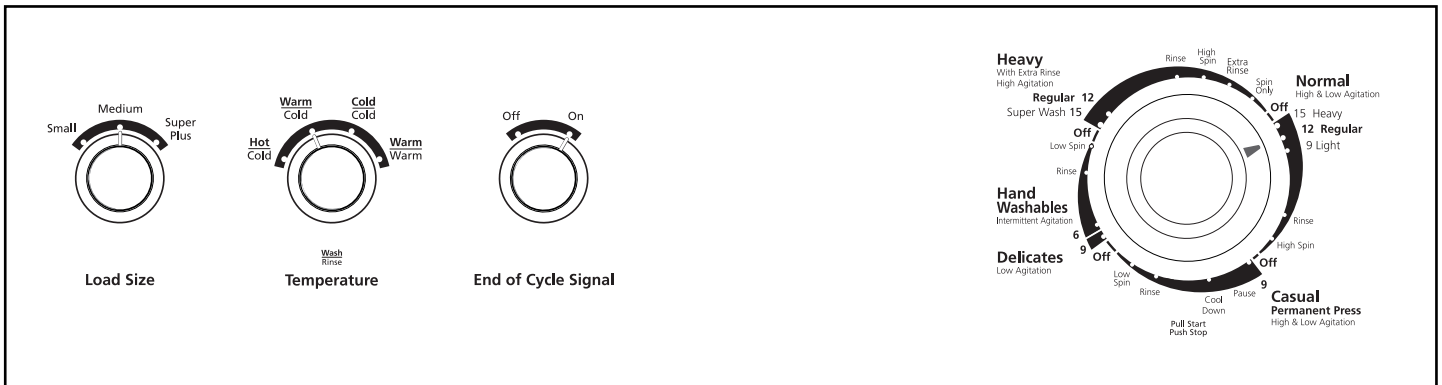 Small
Medium
Super
Plus
Load Size
Hot
Cold
Warm
Cold
Cold
Cold
Warm
Warm
Wash
Rinse
Temperature
Off
On
End of Cycle Signal
Heavy
With Extra Rinse
High Agitation
Regular 12
Super Wash 15
Off
Low Spin
Rinse
Hand
Washables
Intermittent Agitation
6
9
Delicates
Low Agitation
Off
Low
Spin
Rinse
Cool
Down
Pause
9
Off
Pull Start
Push Stop
Casual
Permanent Press
High & Low Agitation
High Spin
Rinse
9 Light
12 Regular
15 Heavy
Off
Normal
High & Low Agitation
Spin
Only
Extra
Rinse
High
Spin
Rinse